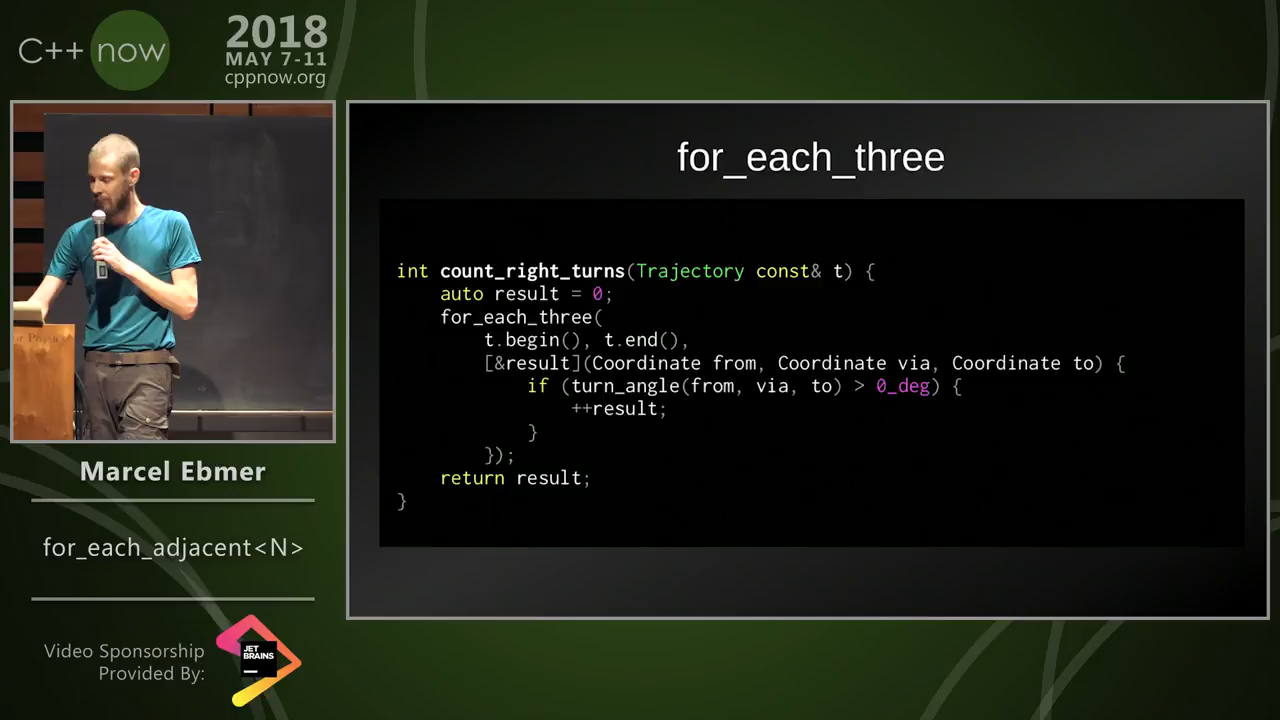 C++ now
2018
MAY 7-11
cppnow.org
for_each_three
int count_right_turns(Trajectory const& t) {
    auto result = 0;
    for_each_three(
        t.begin(), t.end(),
        [&result](Coordinate from, Coordinate via, Coordinate to) {
            if (turn_angle(from, via, to) > 0_deg) {
                ++result;
            }
        });
    return result;
}
Marcel Ebmer
for_each_adjacent<N>
Video Sponsorship
Provided By:
JET
BRAINS